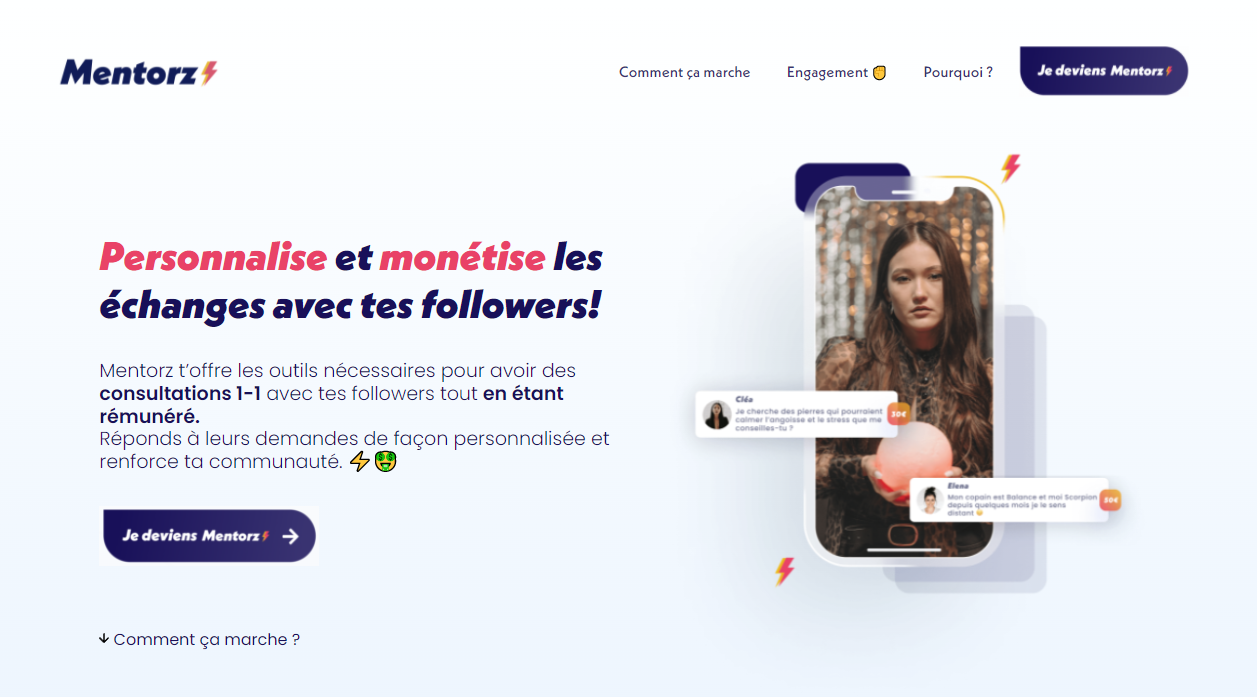 Mentorz
Comment ça marche
Engagement ✊
Pourquoi ?
Je deviens Mentorz
Personnalise et monétise les
échanges avec tes followers!
Mentorz t’offre les outils nécessaires pour avoir des
consultations 1-1 avec tes followers tout en étant
rémunéré.
Réponds à leurs demandes de façon personnalisée et
renforce ta communauté. ⚡🤑
Je deviens Mentorz
Comment ça marche ?
Cléo
Je cherche des pierres qui pourraient
calmer l'angoisse et le stress que me
conseilles-tu ?
30€
Elena
Mon copain est Balance et moi Scorpion
depuis quelques mois je le sens
distant
50€